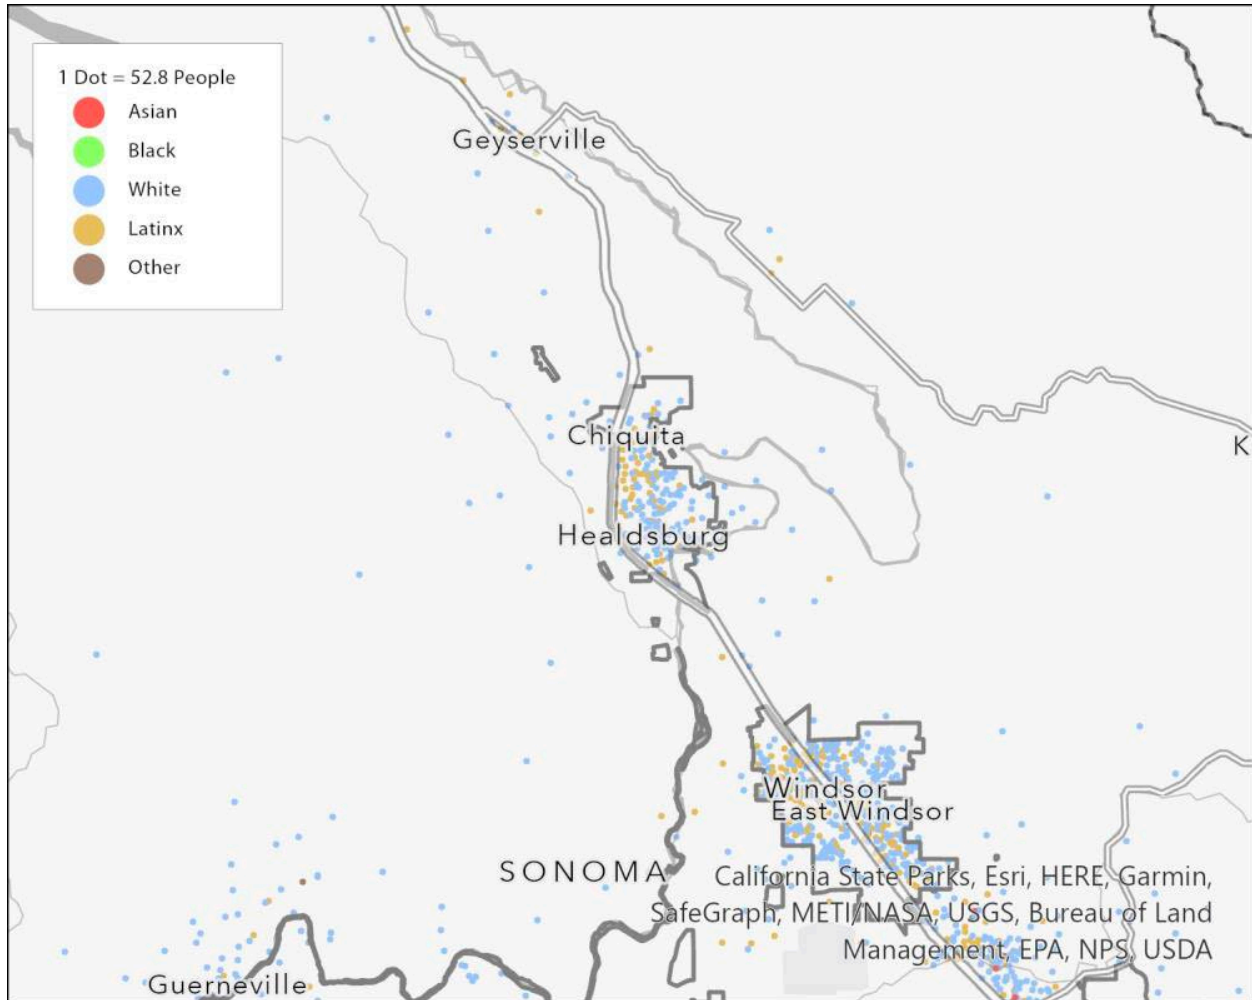 1 Dot = 52.8 People
Asian
Black
White
Latinx
Other
Geyserville
K
Chiquita
Healdsburg
Windsor
East Windsor
SONOMA
California State Parks, Esri, HERE, Garmin,
SafeGraph, METI/NASA, USGS, Bureau of Land
Management, EPA, NPS, USDA
Guerneville